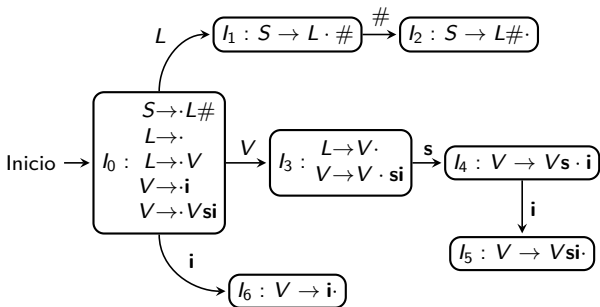 L
I₁ : S → L · #
#
I₂ : S → L#·
Inicio
I₀ :
S→·L#
L→·
L→·V
V→·i
V→·Vsi
V
I₃ :
L→V·
V→V · si
s
I₄ : V → Vs · i
i
I₅ : V → Vsi·
i
I₆ : V → i·